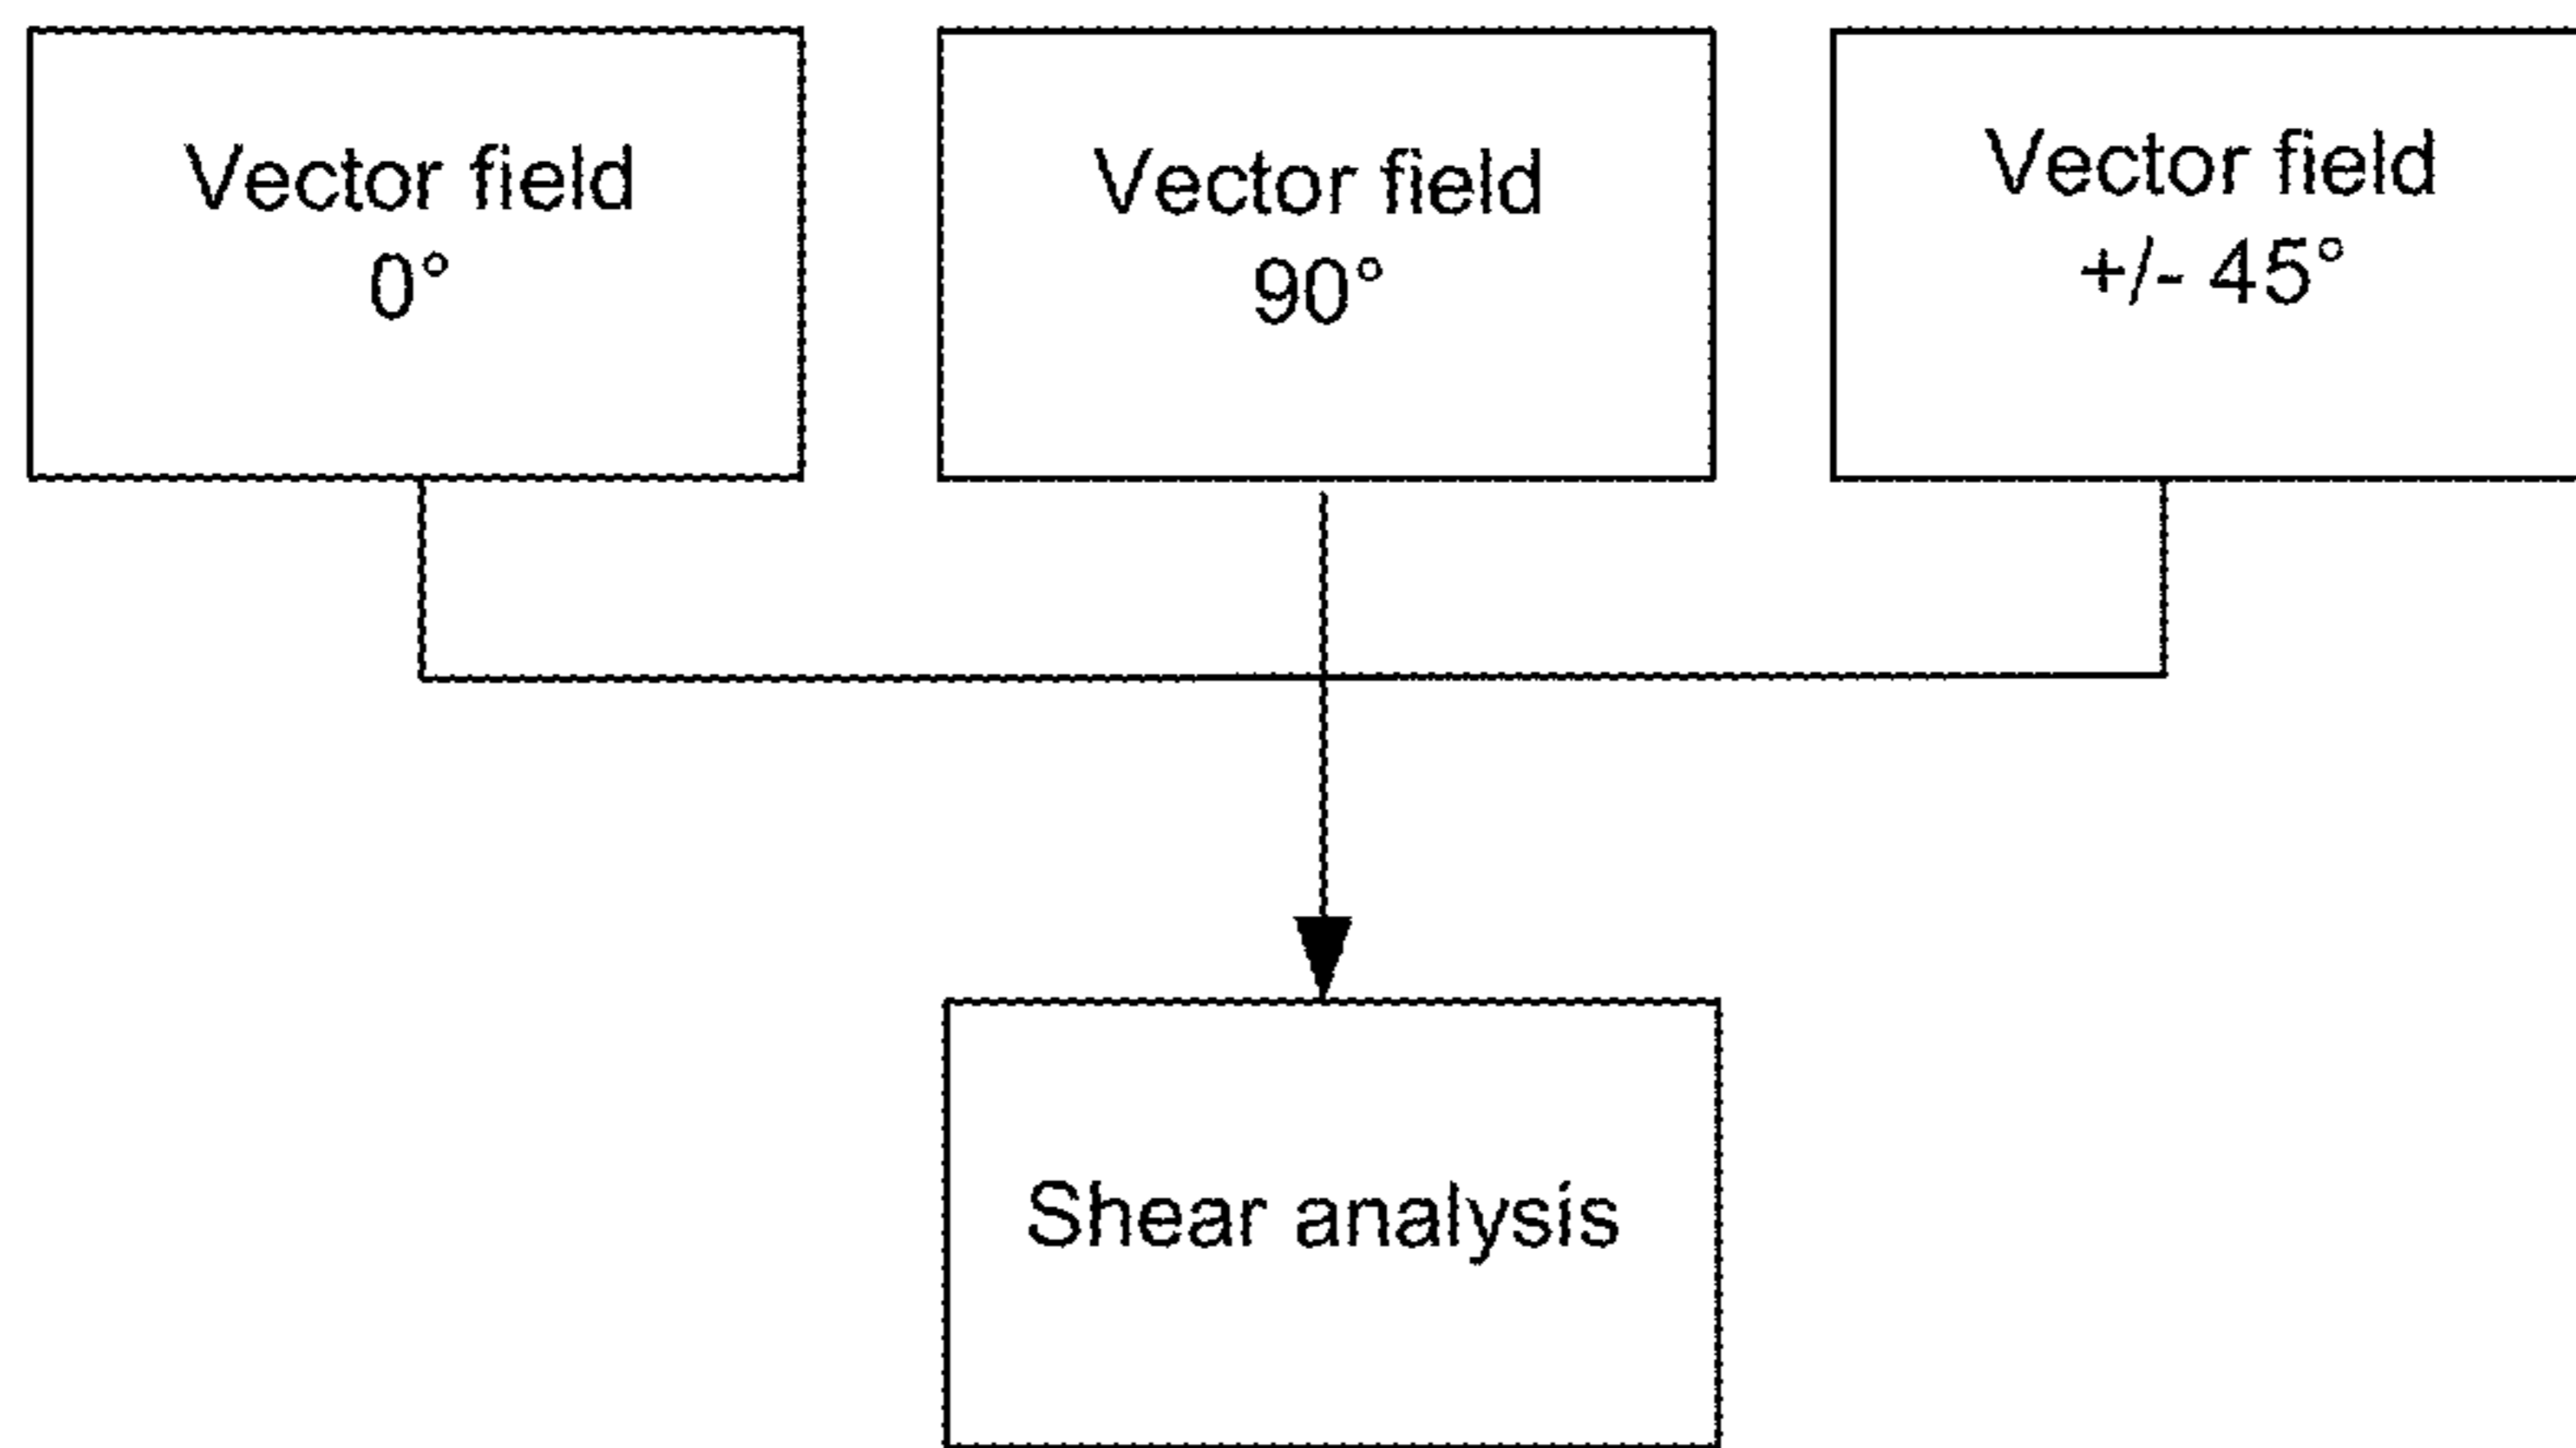 Vector field
0°
Vector field
90°
Vector field
+/- 45°
Shear analysis